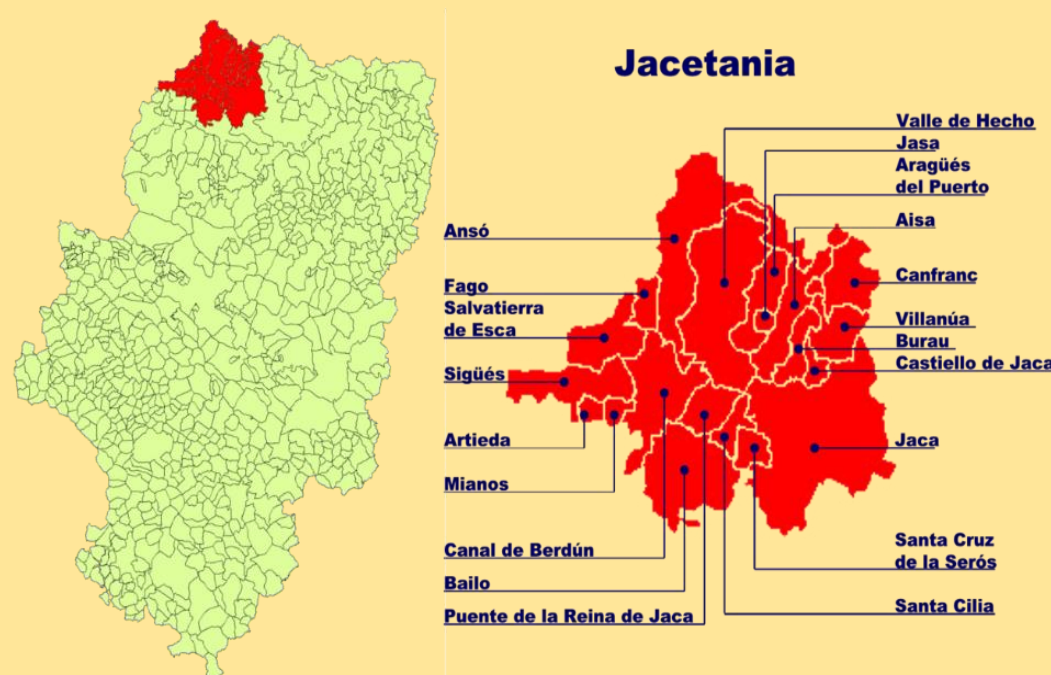 Jacetania
Valle de Hecho
Jasa
Aragüés
del Puerto
Aisa
Canfranc
Villanúa
Burau
Castiello de Jaca
Jaca
Santa Cruz
de la Serós
Santa Cilia
Ansó
Fago
Salvatierra
de Esca
Sigüés
Artieda
Mianos
Canal de Berdún
Bailo
Puente de la Reina de Jaca